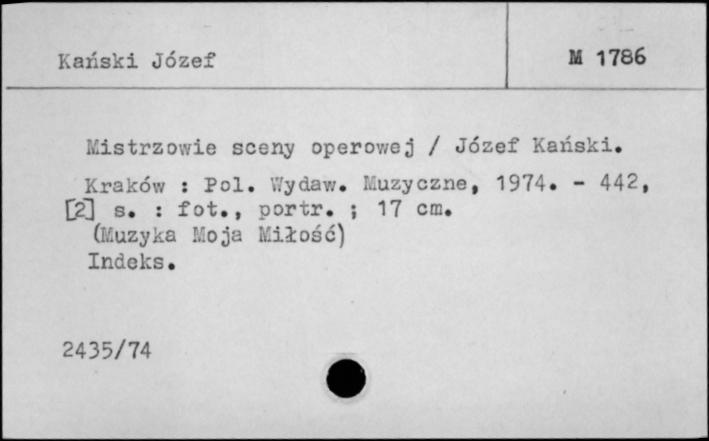 Kański Józef
M 1786
Mistrzowie sceny operowej / Józef Kański.
Kraków : Pol. Wydaw. Muzyczne, 1974. - 442,
[2] s. : fot., portr. ; 17 cm.
(Muzyka Moja Miłość)
Indeks.
2435/74